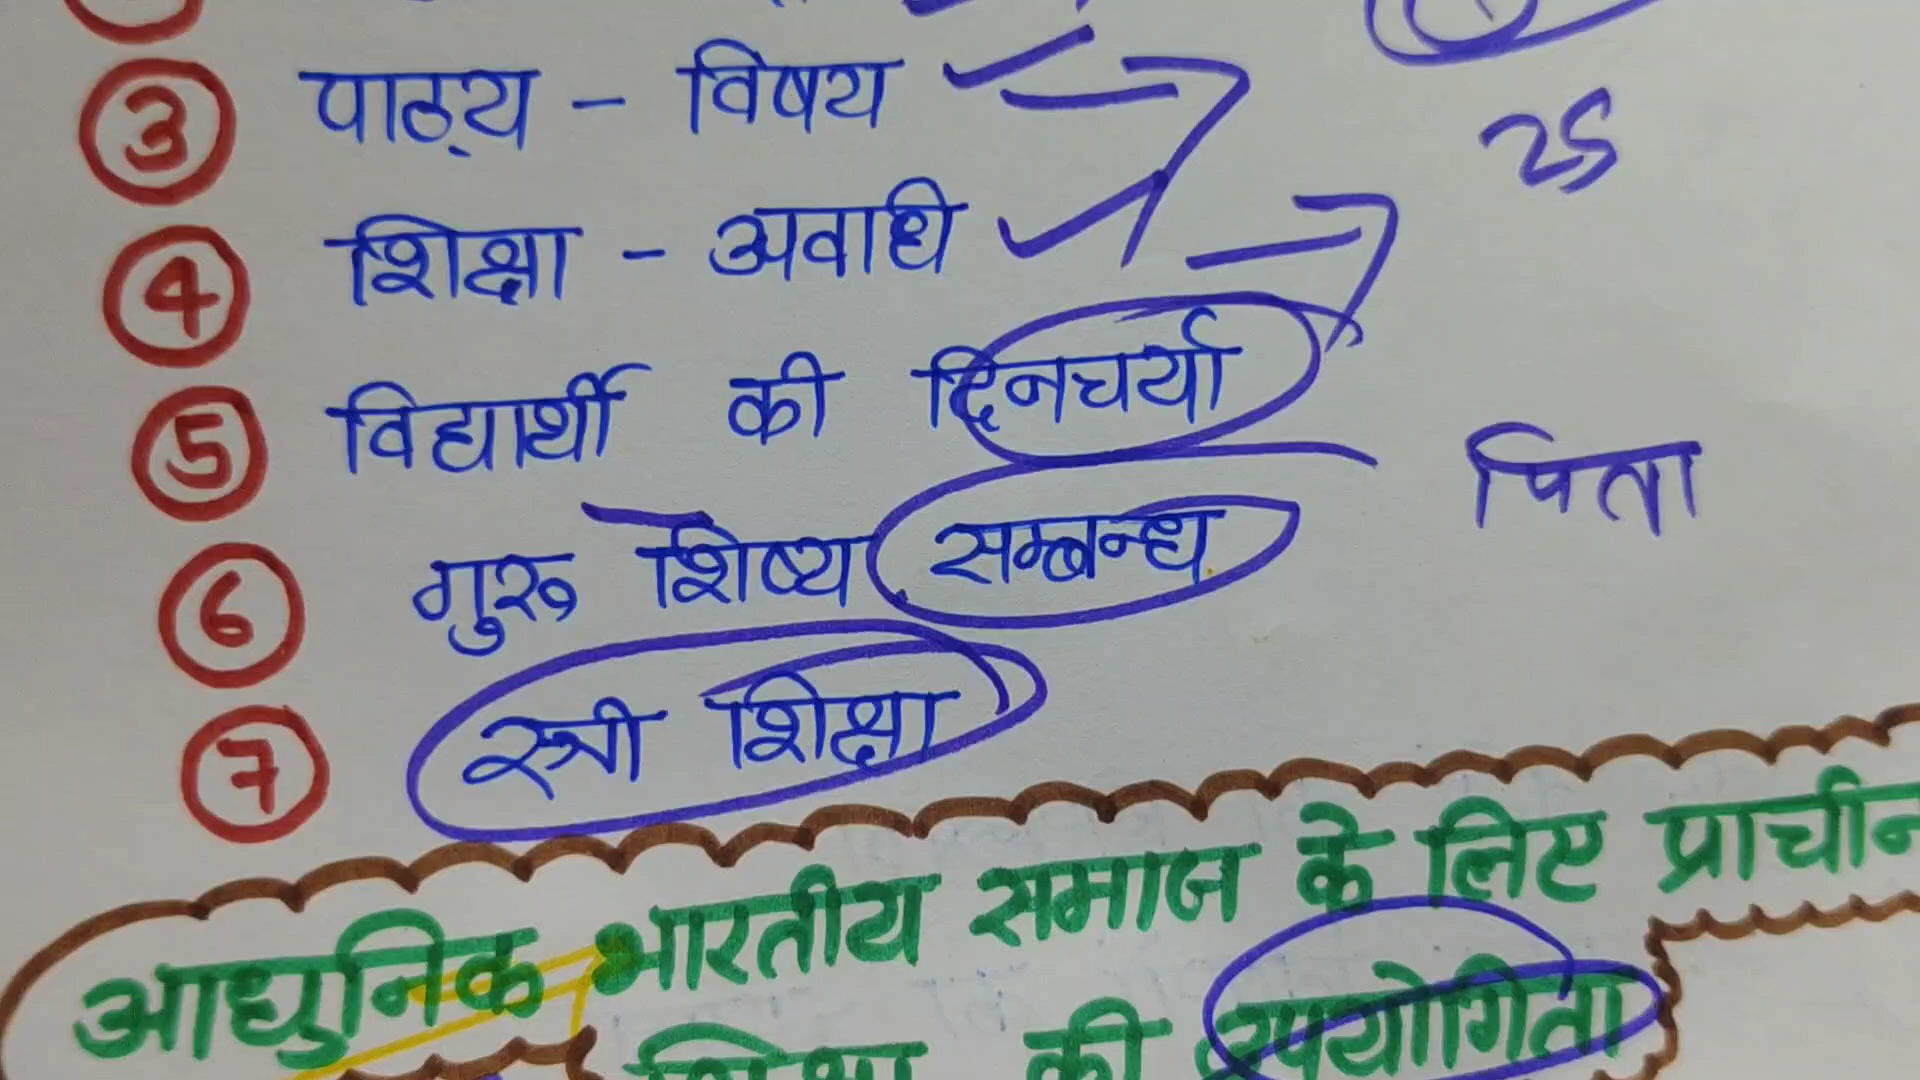 ③ पाठ्य - विषय
25
④ शिक्षा - अवधि
⑤ विद्यार्थी की दिनचर्या
पिता
⑥ गुरू शिष्य सम्बन्ध
⑦ स्त्री शिक्षा
आधुनिक भारतीय समाज के लिए प्राचीन
शिक्षा की उपयोगिता